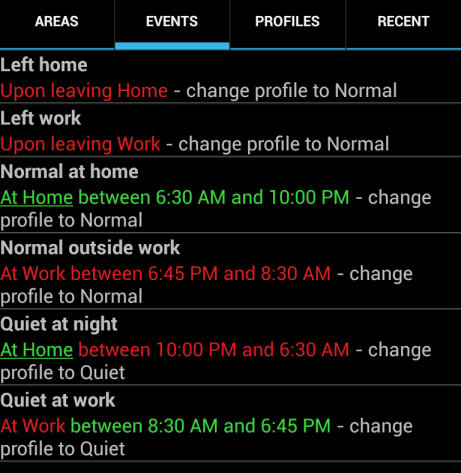 AREAS EVENTS PROFILES RECENT
Left home
Upon leaving Home - change profile to Normal
Left work
Upon leaving Work - change profile to Normal
Normal at home
At Home between 6:30 AM and 10:00 PM - change
profile to Normal
Normal outside work
At Work between 6:45 PM and 8:30 AM - change
profile to Normal
Quiet at night
At Home between 10:00 PM and 6:30 AM - change
profile to Quiet
Quiet at work
At Work between 8:30 AM and 6:45 PM - change
profile to Quiet